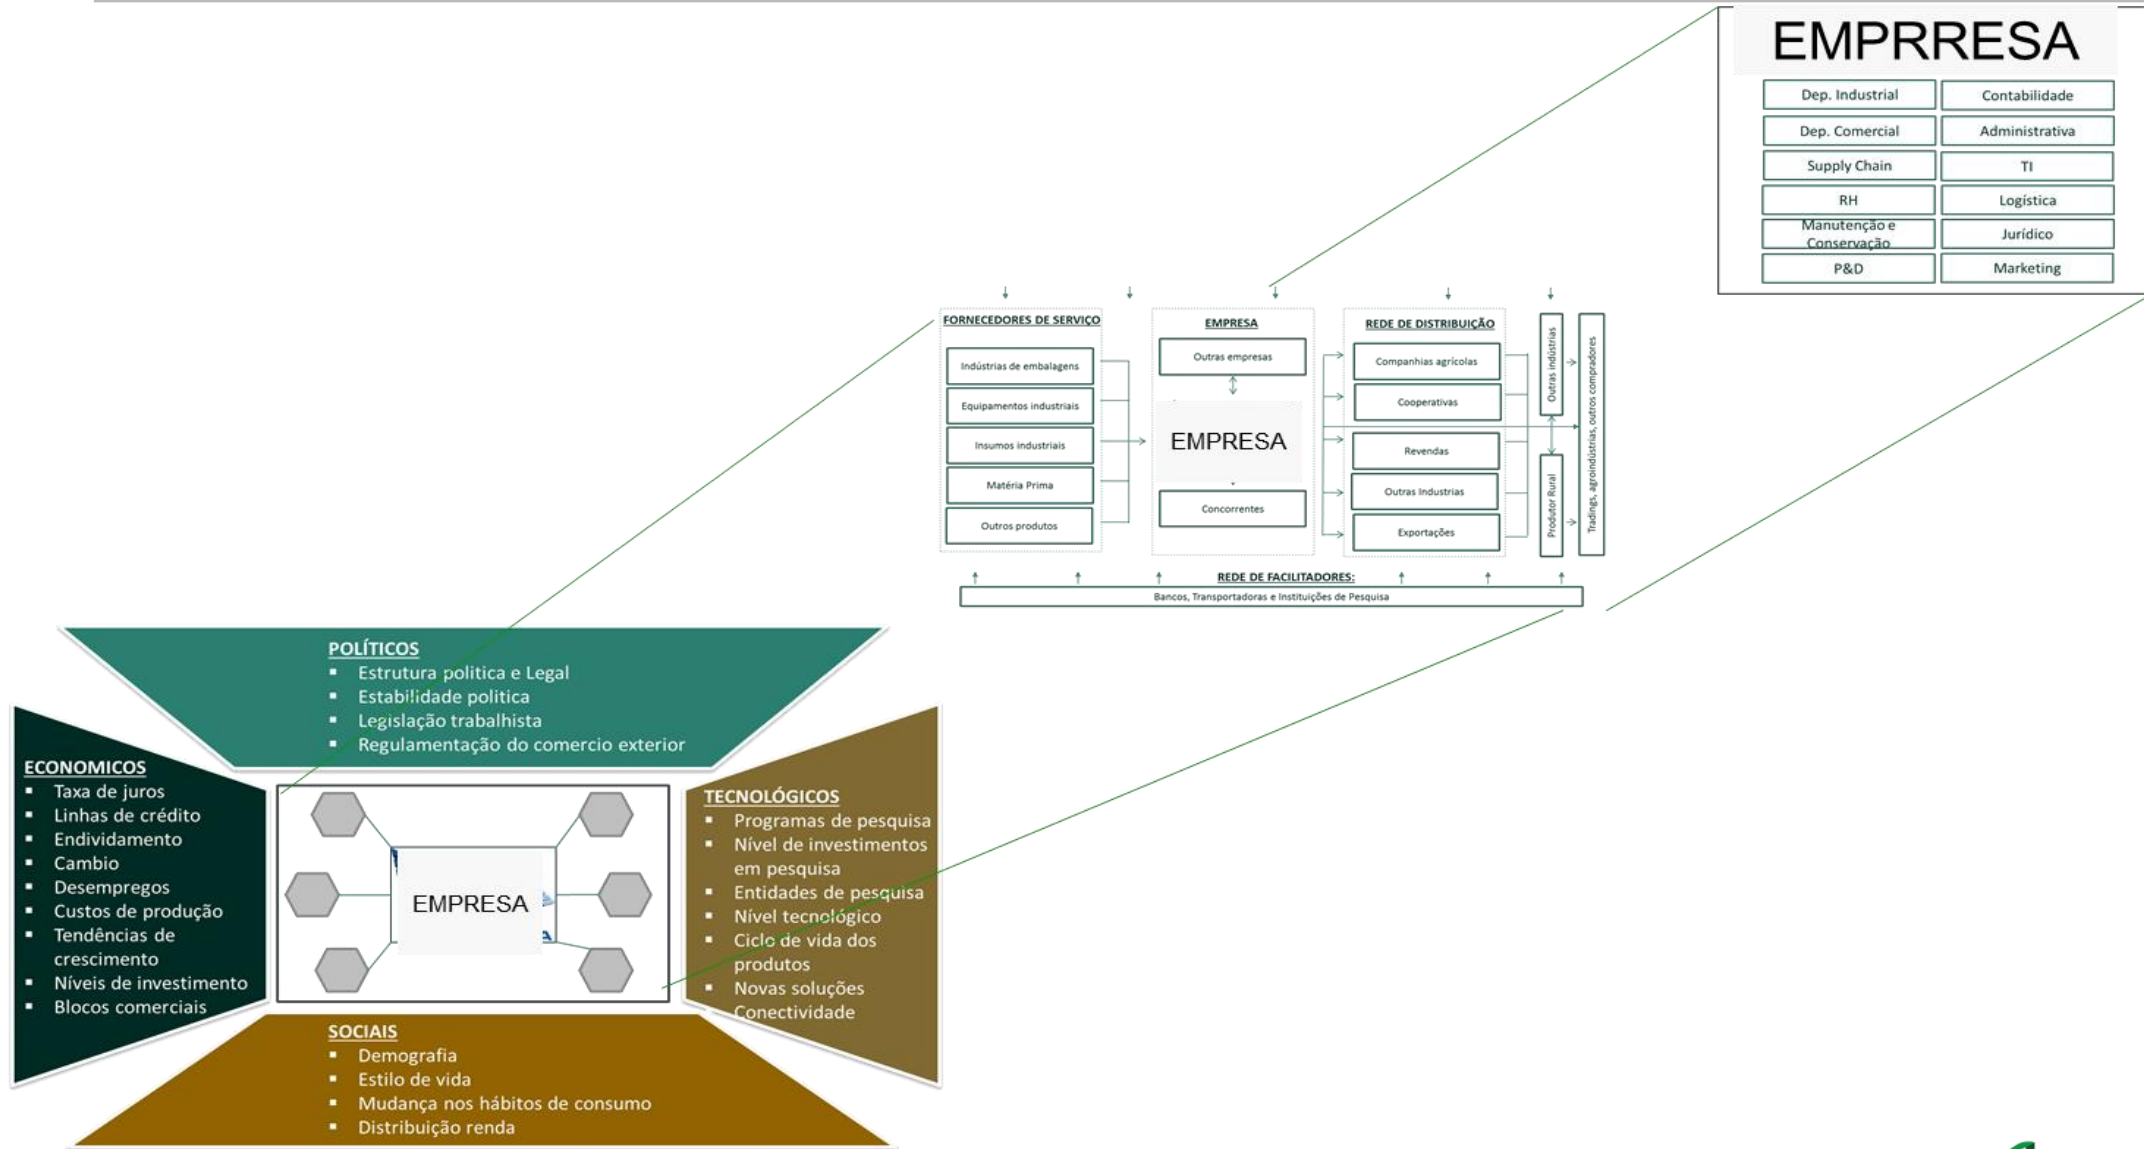 EMPRRESA
Dep. Industrial
Contabilidade
Dep. Comercial
Administrativa
Supply Chain
TI
RH
Logística
Manutenção e
Conservação
Jurídico
P&D
Marketing
FORNECEDORES DE SERVIÇO
Indústrias de embalagens
Equipamentos industriais
Insumos industriais
Matéria Prima
Outros produtos
EMPRESA
Outras empresas
EMPRESA
Concorrentes
REDE DE DISTRIBUIÇÃO
Companhias agrícolas
Cooperativas
Revendas
Outras Industrias
Exportações
Outras indústrias
Produtor Rural
Tradings, agroindústrias, outros compradores
REDE DE FACILITADORES:
Bancos, Transportadoras e Instituições de Pesquisa
POLÍTICOS
▪ Estrutura politica e Legal
▪ Estabilidade politica
▪ Legislação trabalhista
▪ Regulamentação do comercio exterior
ECONOMICOS
▪ Taxa de juros
▪ Linhas de crédito
▪ Endividamento
▪ Cambio
▪ Desempregos
▪ Custos de produção
▪ Tendências de
crescimento
▪ Níveis de investimento
▪ Blocos comerciais
EMPRESA
A
TECNOLÓGICOS
▪ Programas de pesquisa
▪ Nível de investimentos
em pesquisa
▪ Entidades de pesquisa
▪ Nível tecnológico
▪ Ciclo de vida dos
produtos
▪ Novas soluções
▪ Conectividade
SOCIAIS
▪ Demografia
▪ Estilo de vida
▪ Mudança nos hábitos de consumo
▪ Distribuição renda